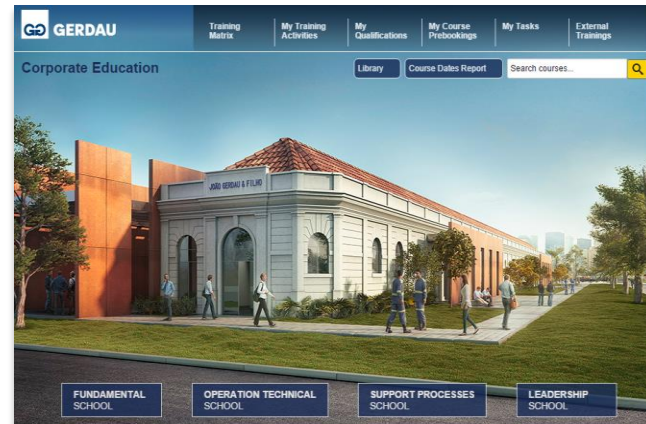 GG GERDAU
Training
Matrix
My Training
Activities
My
Qualifications
My Course
Prebookings
My Tasks
External
Trainings
Corporate Education
Library
Course Dates Report
Search courses...
JOÃO GERDAU & FILHO
FUNDAMENTAL
SCHOOL
OPERATION TECHNICAL
SCHOOL
SUPPORT PROCESSES
SCHOOL
LEADERSHIP
SCHOOL